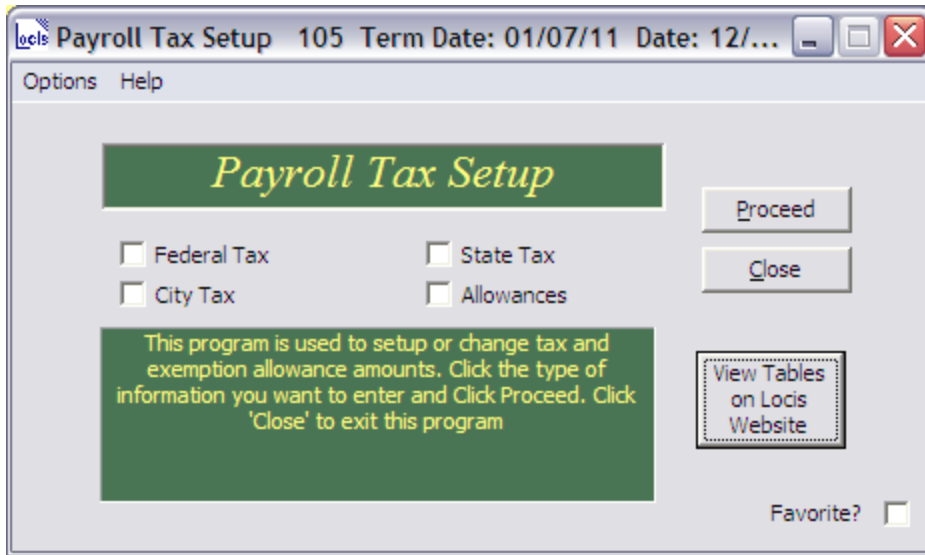 Locis Payroll Tax Setup 105 Term Date: 01/07/11 Date: 12/...
Options Help
Payroll Tax Setup
Proceed
Federal Tax State Tax
Close
City Tax Allowances
This program is used to setup or change tax and
exemption allowance amounts. Click the type of
information you want to enter and Click Proceed. Click
'Close' to exit this program
View Tables
on Locis
Website
Favorite?